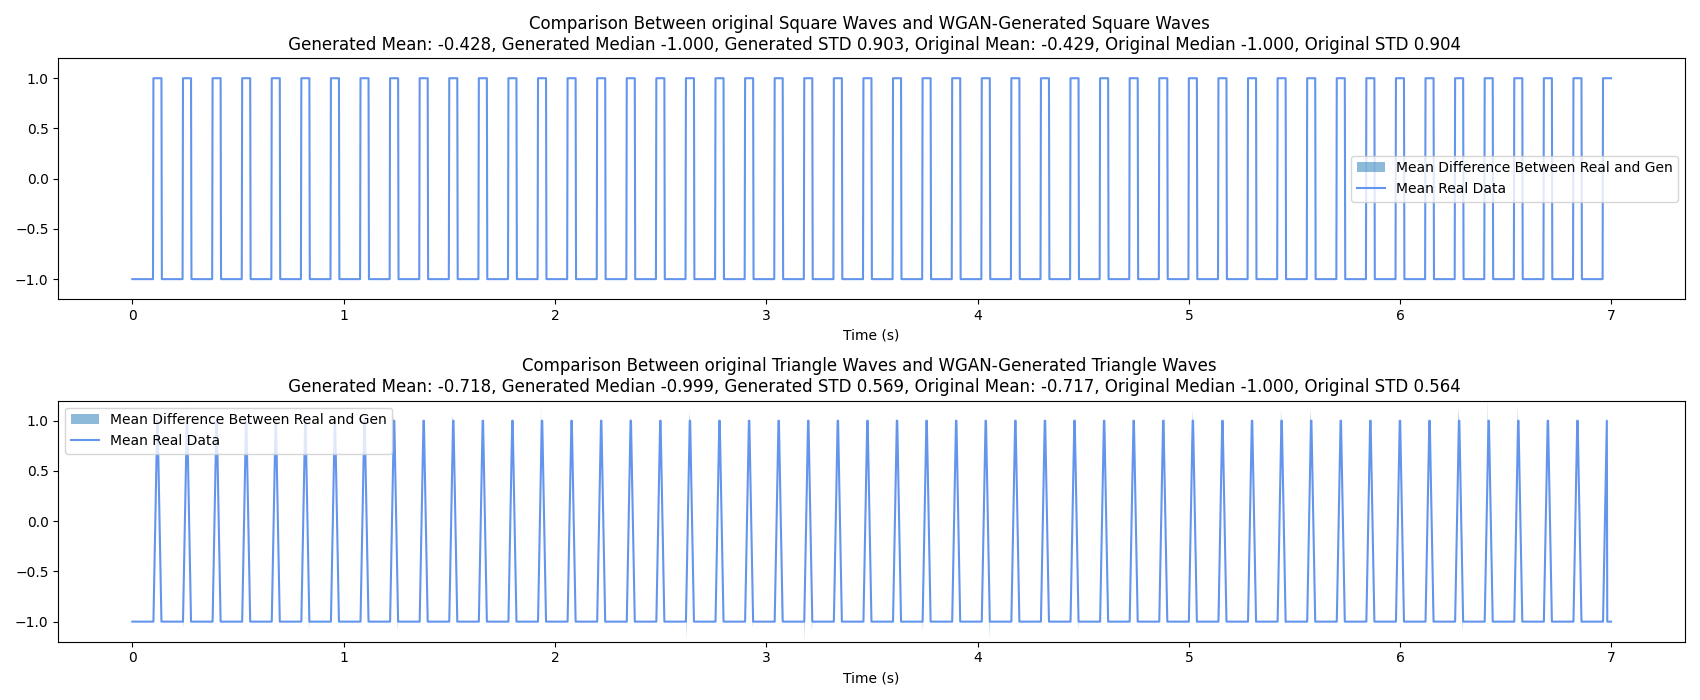 Comparison Between original Square Waves and WGAN-Generated Square Waves
Generated Mean: -0.428, Generated Median -1.000, Generated STD 0.903, Original Mean: -0.429, Original Median -1.000, Original STD 0.904
1.0
0.5
0.0
−0.5
−1.0
Mean Difference Between Real and Gen
Mean Real Data
0 1 2 3 4 5 6 7
Time (s)
Comparison Between original Triangle Waves and WGAN-Generated Triangle Waves
Generated Mean: -0.718, Generated Median -0.999, Generated STD 0.569, Original Mean: -0.717, Original Median -1.000, Original STD 0.564
1.0
0.5
0.0
−0.5
−1.0
Mean Difference Between Real and Gen
Mean Real Data
0 1 2 3 4 5 6 7
Time (s)